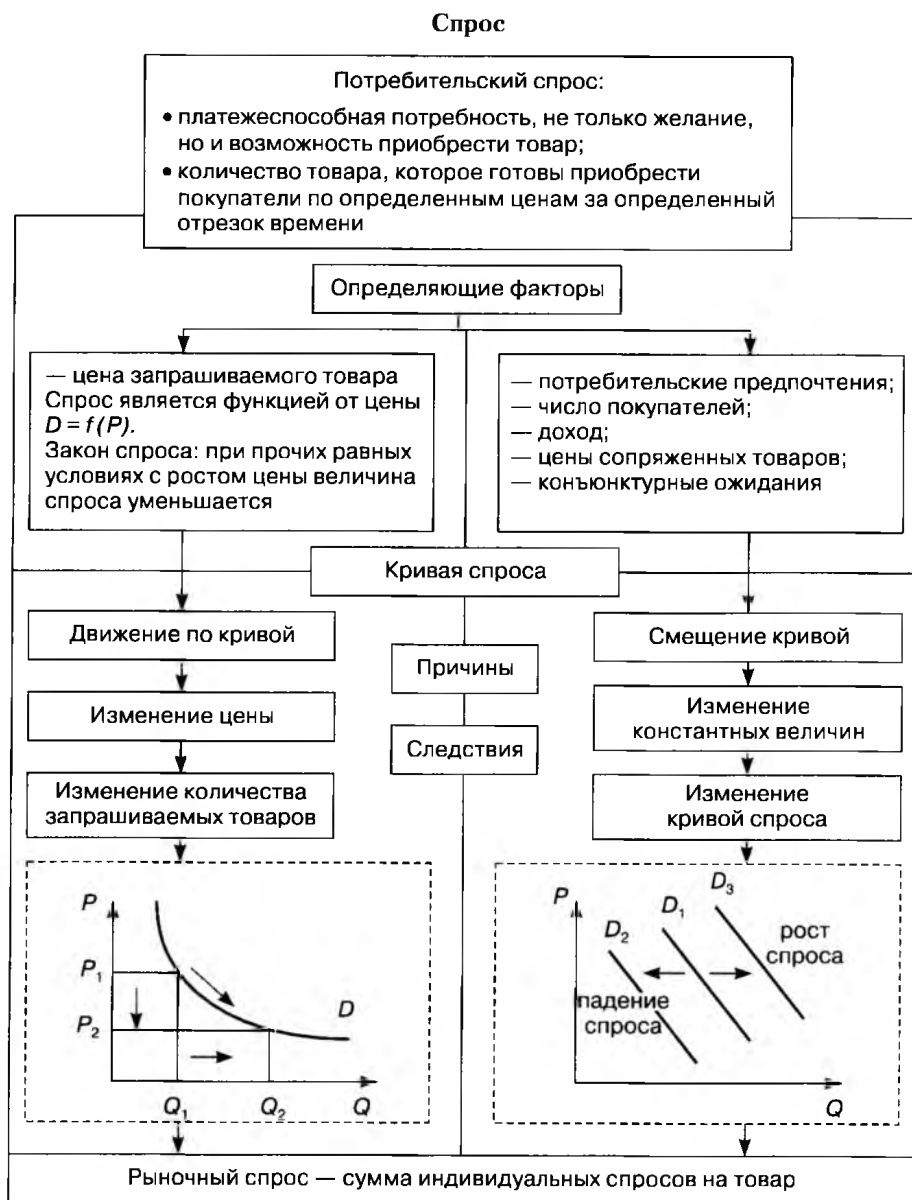 Спрос
Потребительский спрос:
• платежеспособная потребность, не только желание,
но и возможность приобрести товар;
• количество товара, которое готовы приобрести
покупатели по определенным ценам за определенный
отрезок времени
Определяющие факторы
— цена запрашиваемого товара
Спрос является функцией от цены
D = f (P).
Закон спроса: при прочих равных
условиях с ростом цены величина
спроса уменьшается
— потребительские предпочтения;
— число покупателей;
— доход;
— цены сопряженных товаров;
— конъюнктурные ожидания
Кривая спроса
Движение по кривой
Смещение кривой
Причины
Изменение цены
Изменение
константных величин
Следствия
Изменение количества
запрашиваемых товаров
Изменение
кривой спроса
P
P₁
P₂
D
Q₁
Q₂
Q
P
D₂
D₁
D₃
рост
спроса
падение
спроса
Q
Рыночный спрос — сумма индивидуальных спросов на товар